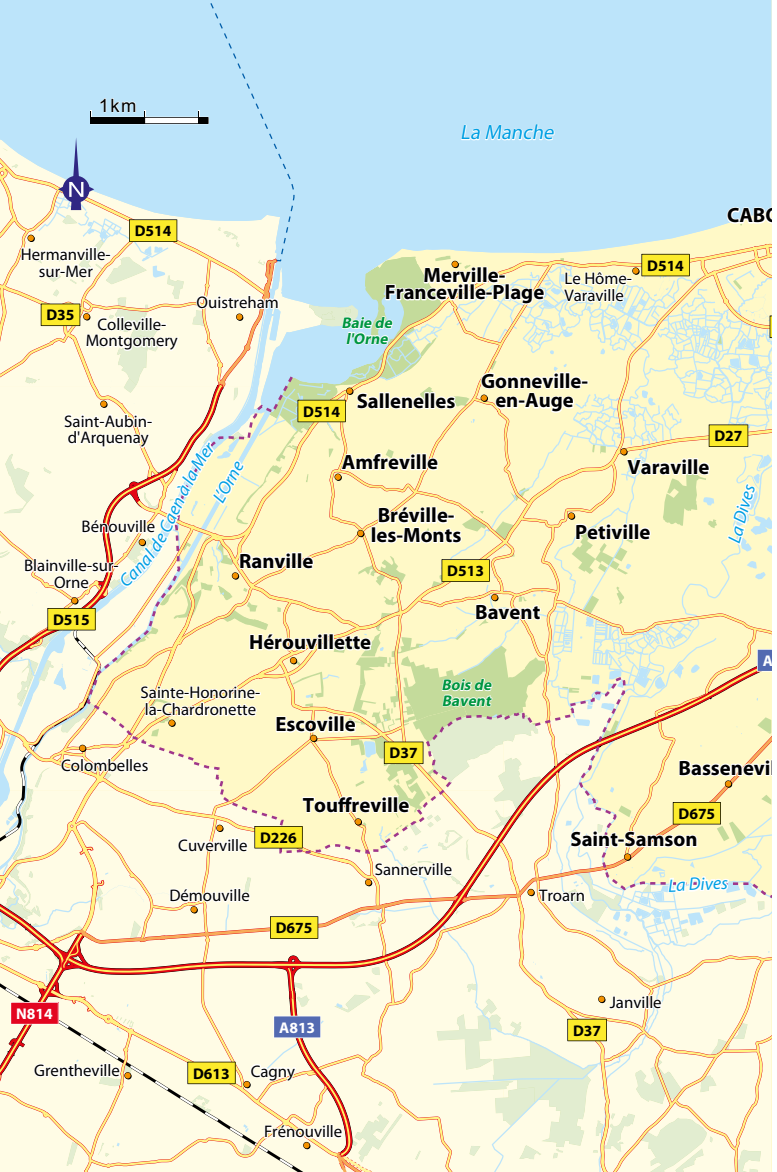 1km
La Manche
N
CABO
D514
Hermanville-
sur-Mer
Merville-
Franceville-Plage
D514
Le Hôme-
Varaville
Ouistreham
D35
Colleville-
Montgomery
Baie de
l'Orne
Gonneville-
en-Auge
Sallenelles
D514
Saint-Aubin-
d'Arquenay
D27
Amfreville
Varaville
Canal de Caen à la Mer
L'Orne
La Dives
Bréville-
les-Monts
Bénouville
Petiville
Blainville-sur-
Orne
Ranville
D513
D515
Bavent
Hérouvillette
A
Sainte-Honorine-
la-Chardronette
Bois de
Bavent
Escoville
D37
Colombelles
Bassenevil
Touffreville
D675
D226
Cuverville
Saint-Samson
Sannerville
La Dives
Démouville
Troarn
D675
N814
A813
Janville
D37
Grentheville
D613
Cagny
Frénouville